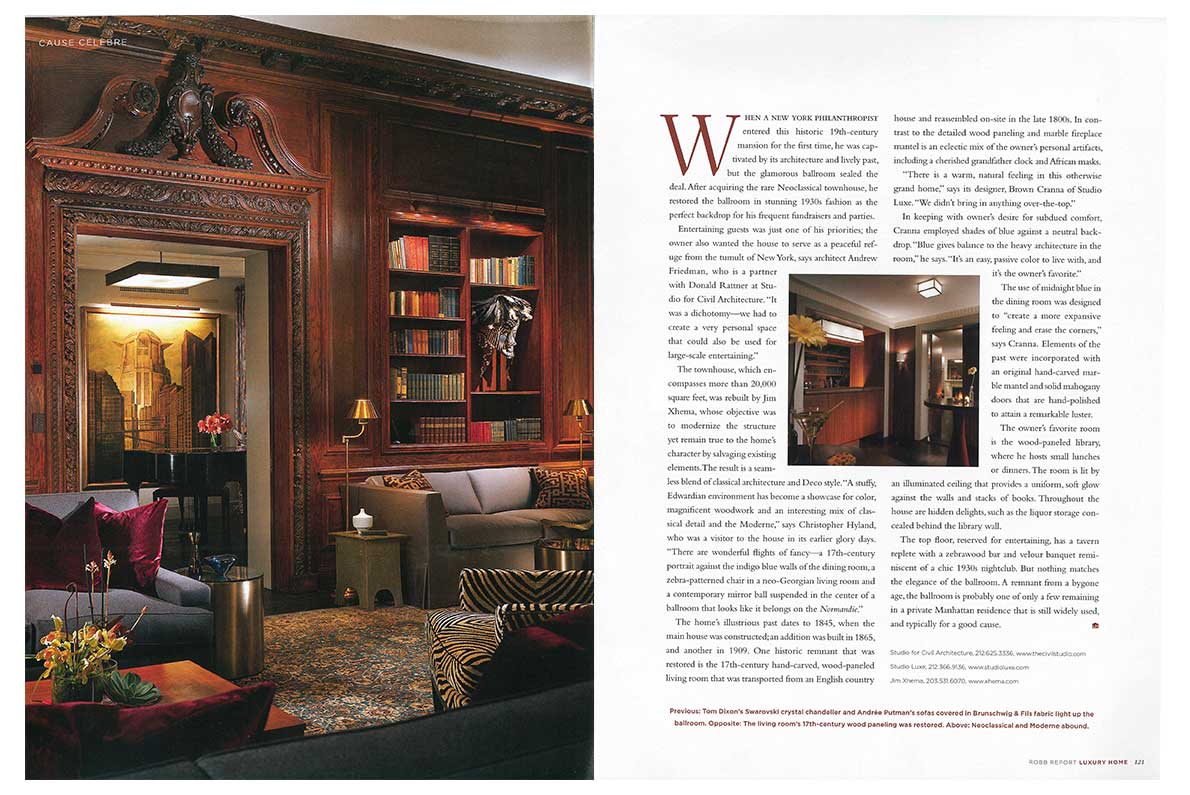 CAUSE CÉLÈBRE
WHEN A NEW YORK PHILANTHROPIST
entered this historic 19th-century
mansion for the first time, he was cap-
tivated by its architecture and lively past,
but the glamorous ballroom sealed the
deal. After acquiring the rare Neoclassical townhouse, he
restored the ballroom in stunning 1930s fashion as the
perfect backdrop for his frequent fundraisers and parties.
Entertaining guests was just one of his priorities; the
owner also wanted the house to serve as a peaceful ref-
uge from the tumult of New York, says architect Andrew
Friedman, who is a partner
with Donald Rattner at Stu-
dio for Civil Architecture. “It
was a dichotomy—we had to
create a very personal space
that could also be used for
large-scale entertaining.”
The townhouse, which en-
compasses more than 20,000
square feet, was rebuilt by Jim
Xhema, whose objective was
to modernize the structure
yet remain true to the home's
character by salvaging existing
elements. The result is a seam-
less blend of classical architecture and Deco style. “A stuffy,
Edwardian environment has become a showcase for color,
magnificent woodwork and an interesting mix of clas-
sical detail and the Moderne,” says Christopher Hyland,
who was a visitor to the house in its earlier glory days.
“There are wonderful flights of fancy—a 17th-century
portrait against the indigo blue walls of the dining room, a
zebra-patterned chair in a neo-Georgian living room and
a contemporary mirror ball suspended in the center of a
ballroom that looks like it belongs on the Normandie.”
The home's illustrious past dates to 1845, when the
main house was constructed; an addition was built in 1865,
and another in 1909. One historic remnant that was
restored is the 17th-century hand-carved, wood-paneled
living room that was transported from an English country
house and reassembled on-site in the late 1800s. In con-
trast to the detailed wood paneling and marble fireplace
mantel is an eclectic mix of the owner's personal artifacts,
including a cherished grandfather clock and African masks.
“There is a warm, natural feeling in this otherwise
grand home,” says its designer, Brown Cranna of Studio
Luxe. “We didn't bring in anything over-the-top.”
In keeping with owner's desire for subdued comfort,
Cranna employed shades of blue against a neutral back-
drop. “Blue gives balance to the heavy architecture in the
room,” he says. “It's an easy, passive color to live with, and
it's the owner's favorite.”
The use of midnight blue in
the dining room was designed
to “create a more expansive
feeling and erase the corners,”
says Cranna. Elements of the
past were incorporated with
an original hand-carved mar-
ble mantel and solid mahogany
doors that are hand-polished
to attain a remarkable luster.
The owner's favorite room
is the wood-paneled library,
where he hosts small lunches
or dinners. The room is lit by
an illuminated ceiling that provides a uniform, soft glow
against the walls and stacks of books. Throughout the
house are hidden delights, such as the liquor storage con-
cealed behind the library wall.
The top floor, reserved for entertaining, has a tavern
replete with a zebrawood bar and velour banquet remi-
niscent of a chic 1930s nightclub. But nothing matches
the elegance of the ballroom. A remnant from a bygone
age, the ballroom is probably one of only a few remaining
in a private Manhattan residence that is still widely used,
and typically for a good cause.
Studio for Civil Architecture, 212.625.3336, www.thecivilstudio.com
Studio Luxe, 212.366.9136, www.studioluxe.com
Jim Xhema, 203.531.6070, www.xhema.com
Previous: Tom Dixon's Swarovski crystal chandelier and Andrée Putman's sofas covered in Brunschwig & Fils fabric light up the
ballroom. Opposite: The living room's 17th-century wood paneling was restored. Above: Neoclassical and Moderne abound.
ROBB REPORT LUXURY HOME 121